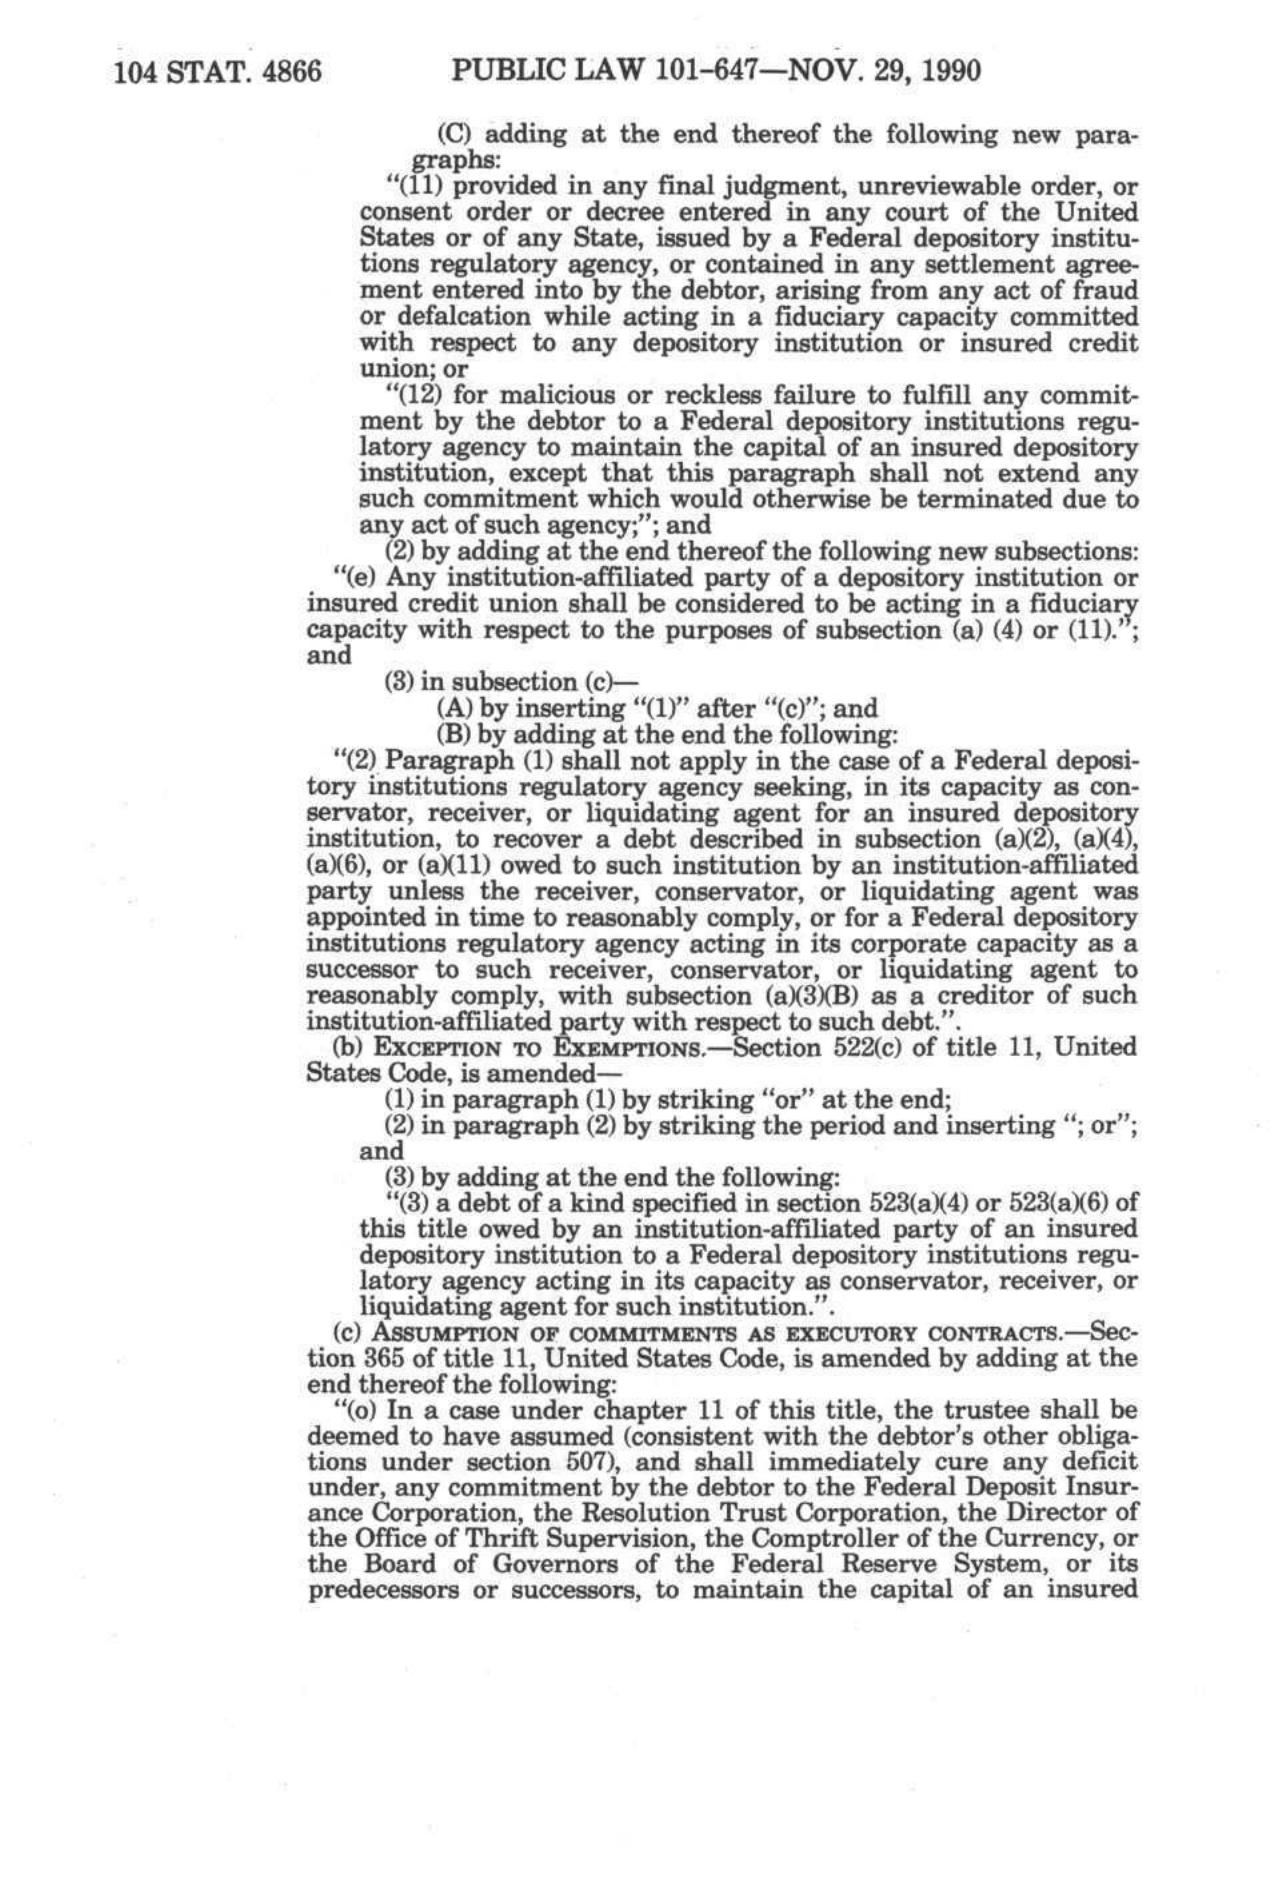 104 STAT. 4866 PUBLIC LAW 101-647—NOV. 29, 1990
(C) adding at the end thereof the following new para-
graphs:
“(11) provided in any final judgment, unreviewable order, or
consent order or decree entered in any court of the United
States or of any State, issued by a Federal depository institu-
tions regulatory agency, or contained in any settlement agree-
ment entered into by the debtor, arising from any act of fraud
or defalcation while acting in a fiduciary capacity committed
with respect to any depository institution or insured credit
union; or
“(12) for malicious or reckless failure to fulfill any commit-
ment by the debtor to a Federal depository institutions regu-
latory agency to maintain the capital of an insured depository
institution, except that this paragraph shall not extend any
such commitment which would otherwise be terminated due to
any act of such agency;”; and
(2) by adding at the end thereof the following new subsections:
“(e) Any institution-affiliated party of a depository institution or
insured credit union shall be considered to be acting in a fiduciary
capacity with respect to the purposes of subsection (a) (4) or (11).”;
and
(3) in subsection (c)—
(A) by inserting “(1)” after “(c)”; and
(B) by adding at the end the following:
“(2) Paragraph (1) shall not apply in the case of a Federal deposi-
tory institutions regulatory agency seeking, in its capacity as con-
servator, receiver, or liquidating agent for an insured depository
institution, to recover a debt described in subsection (a)(2), (a)(4),
(a)(6), or (a)(11) owed to such institution by an institution-affiliated
party unless the receiver, conservator, or liquidating agent was
appointed in time to reasonably comply, or for a Federal depository
institutions regulatory agency acting in its corporate capacity as a
successor to such receiver, conservator, or liquidating agent to
reasonably comply, with subsection (a)(3)(B) as a creditor of such
institution-affiliated party with respect to such debt.”.
(b) EXCEPTION TO EXEMPTIONS.—Section 522(c) of title 11, United
States Code, is amended—
(1) in paragraph (1) by striking “or” at the end;
(2) in paragraph (2) by striking the period and inserting “; or”;
and
(3) by adding at the end the following:
“(3) a debt of a kind specified in section 523(a)(4) or 523(a)(6) of
this title owed by an institution-affiliated party of an insured
depository institution to a Federal depository institutions regu-
latory agency acting in its capacity as conservator, receiver, or
liquidating agent for such institution.”.
(c) ASSUMPTION OF COMMITMENTS AS EXECUTORY CONTRACTS.—Sec-
tion 365 of title 11, United States Code, is amended by adding at the
end thereof the following:
“(o) In a case under chapter 11 of this title, the trustee shall be
deemed to have assumed (consistent with the debtor's other obliga-
tions under section 507), and shall immediately cure any deficit
under, any commitment by the debtor to the Federal Deposit Insur-
ance Corporation, the Resolution Trust Corporation, the Director of
the Office of Thrift Supervision, the Comptroller of the Currency, or
the Board of Governors of the Federal Reserve System, or its
predecessors or successors, to maintain the capital of an insured